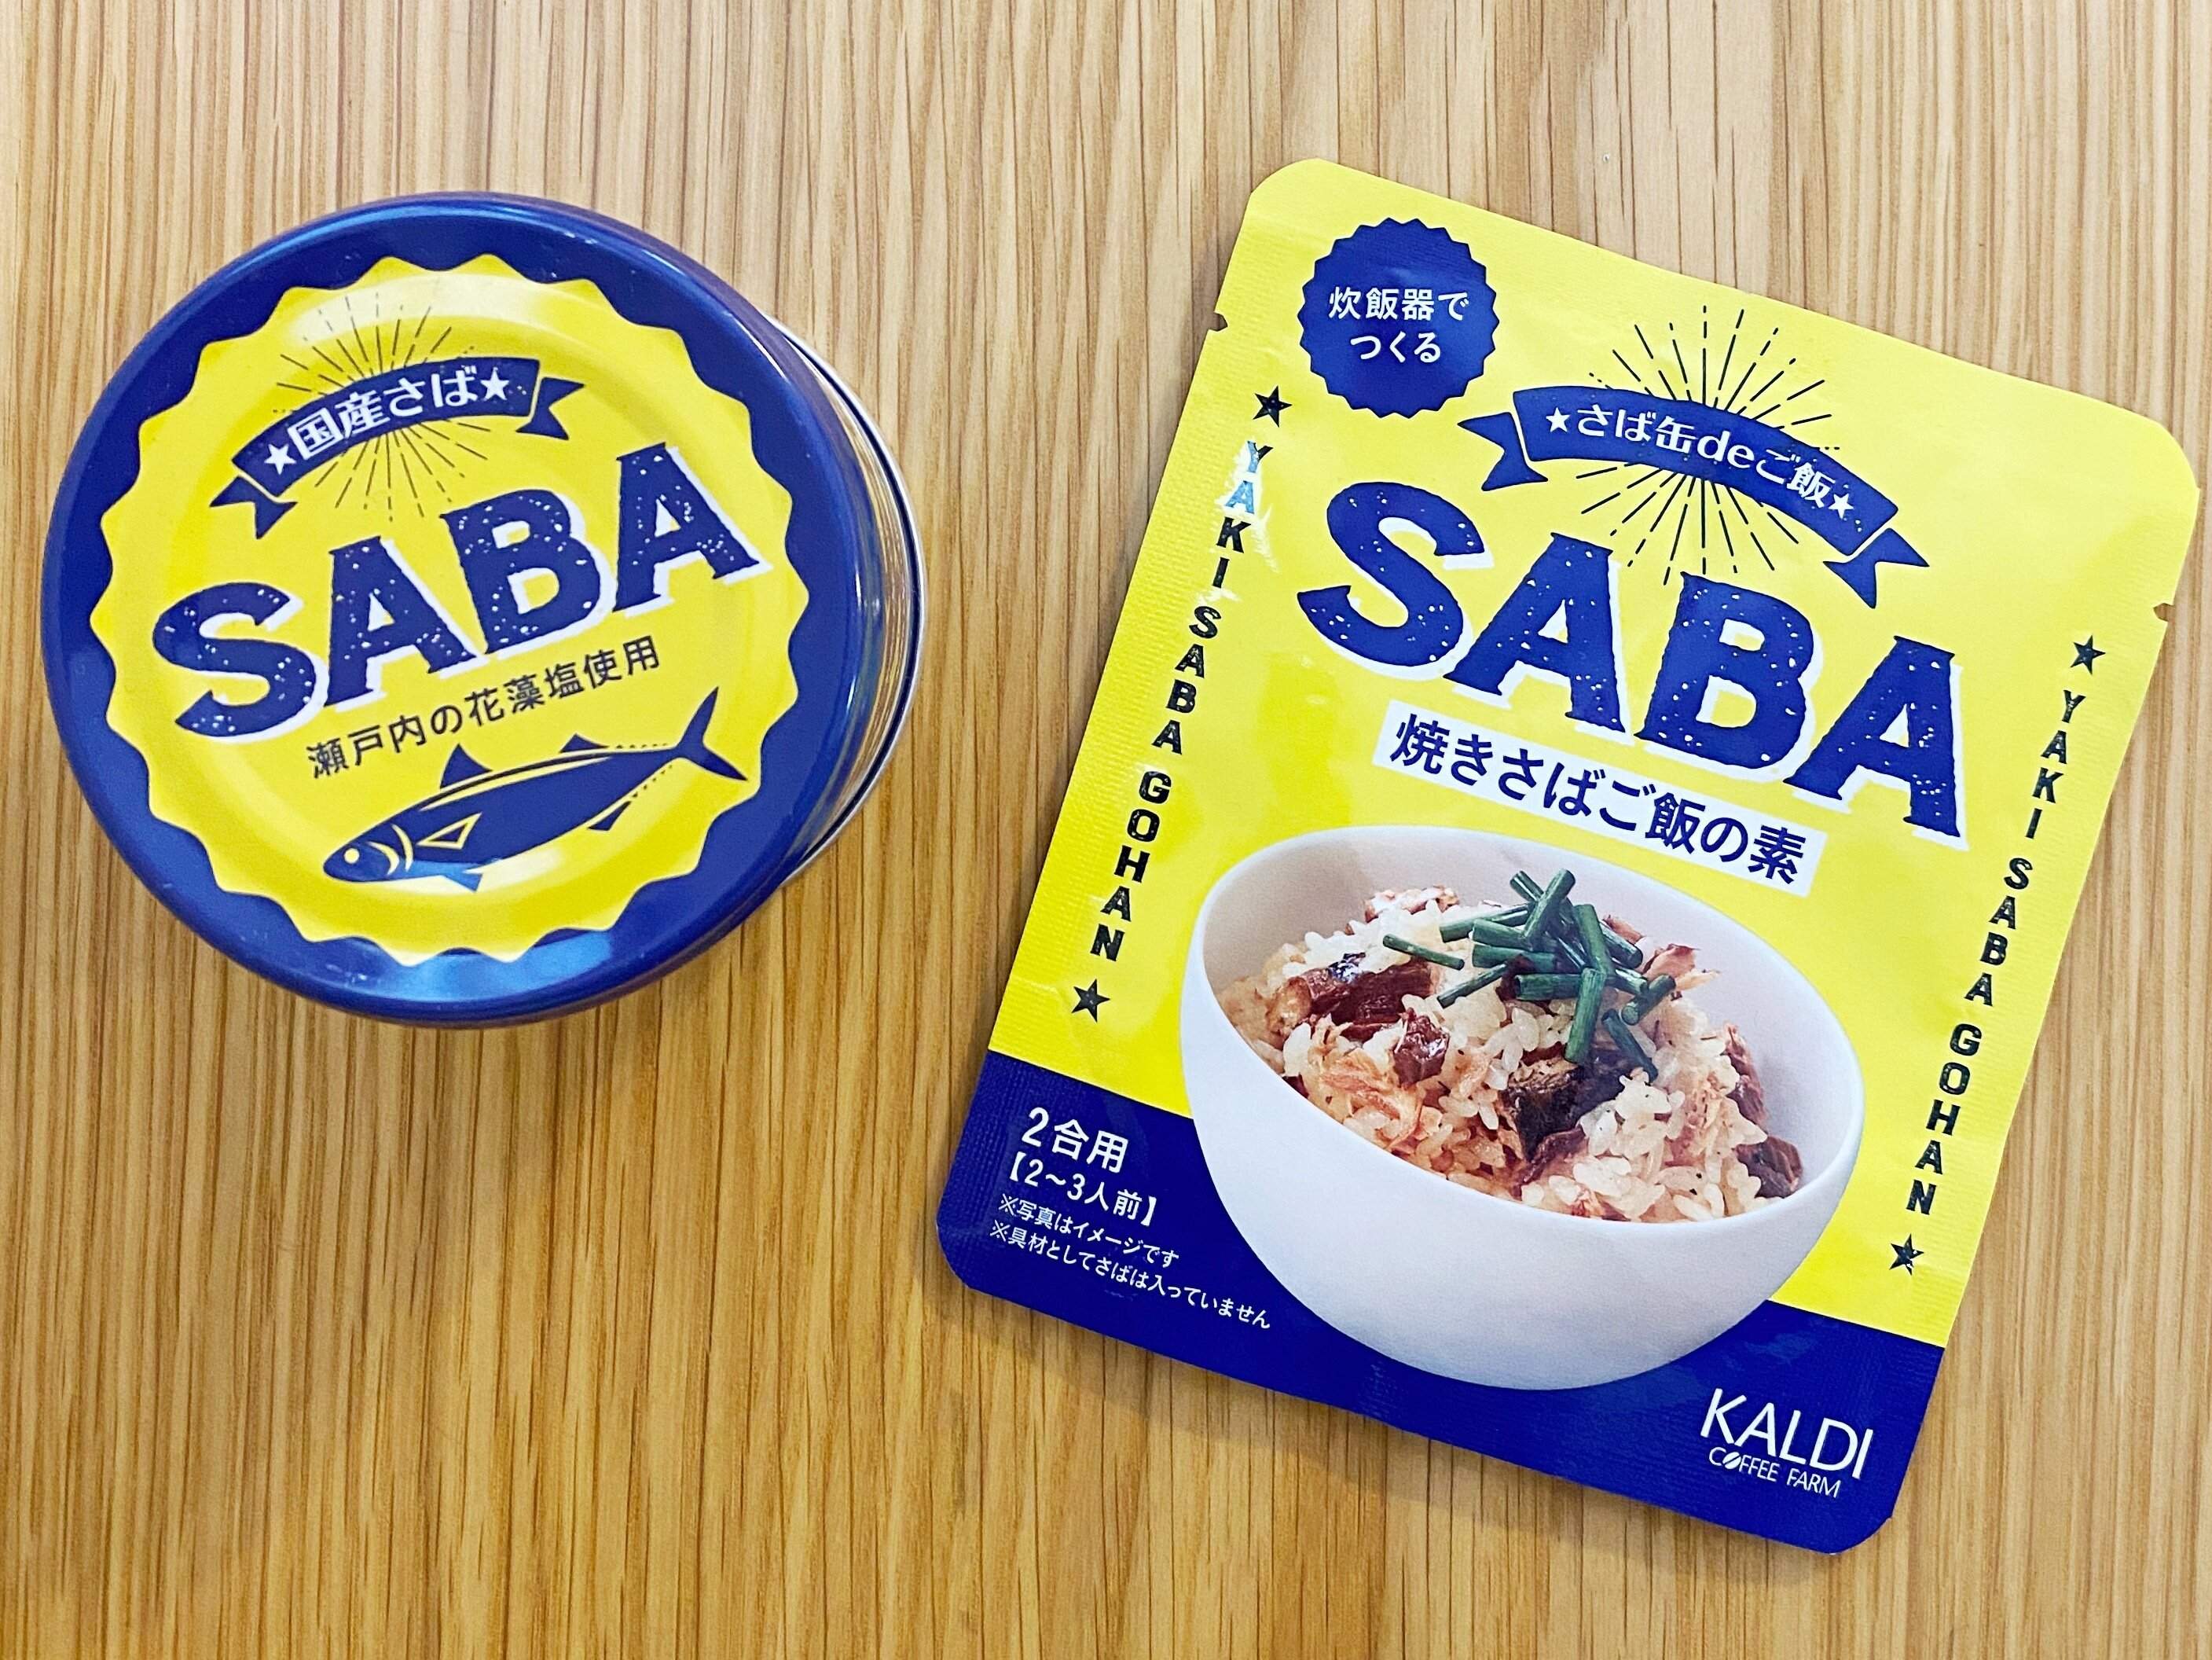 ★国産さば★
SABA
瀬戸内の花藻塩使用
炊飯器で
つくる
★さば缶deご飯★
SABA
焼きさばご飯の素
★ YAKI SABA GOHAN ★
★ YAKI SABA GOHAN ★
2合用
【2～3人前】
※写真はイメージです
※具材としてさばは入っていません
KALDI
COFFEE FARM